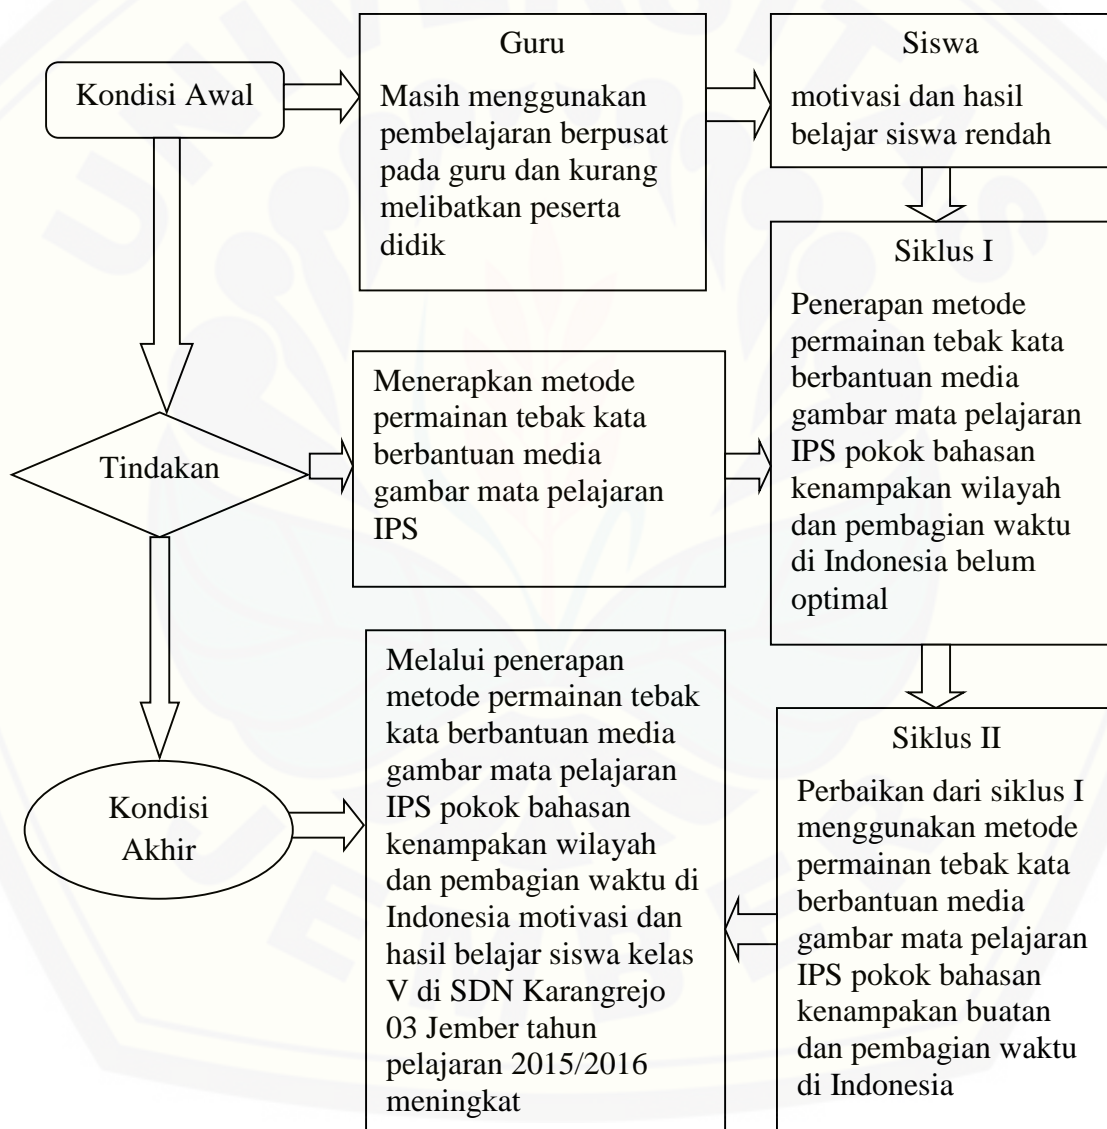 Kondisi Awal
Guru
Masih menggunakan
pembelajaran berpusat
pada guru dan kurang
melibatkan peserta
didik
Siswa
motivasi dan hasil
belajar siswa rendah
Siklus I
Penerapan metode
permainan tebak kata
berbantuan media
gambar mata pelajaran
IPS pokok bahasan
kenampakan wilayah
dan pembagian waktu
di Indonesia belum
optimal
Tindakan
Menerapkan metode
permainan tebak kata
berbantuan media
gambar mata pelajaran
IPS
Siklus II
Perbaikan dari siklus I
menggunakan metode
permainan tebak kata
berbantuan media
gambar mata pelajaran
IPS pokok bahasan
kenampakan buatan
dan pembagian waktu
di Indonesia
Kondisi
Akhir
Melalui penerapan
metode permainan tebak
kata berbantuan media
gambar mata pelajaran
IPS pokok bahasan
kenampakan wilayah
dan pembagian waktu di
Indonesia motivasi dan
hasil belajar siswa kelas
V di SDN Karangrejo
03 Jember tahun
pelajaran 2015/2016
meningkat
UNIVERSITAS
JEMBER